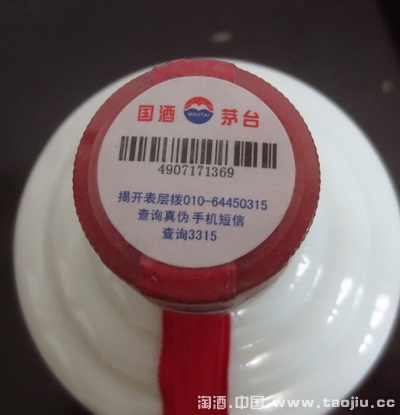 国酒 MOUTAI 茅台
4907171369
揭开表层拨010-64450315
查询真伪手机短信
查询3315
淘酒.中国 www.taojiu.cc